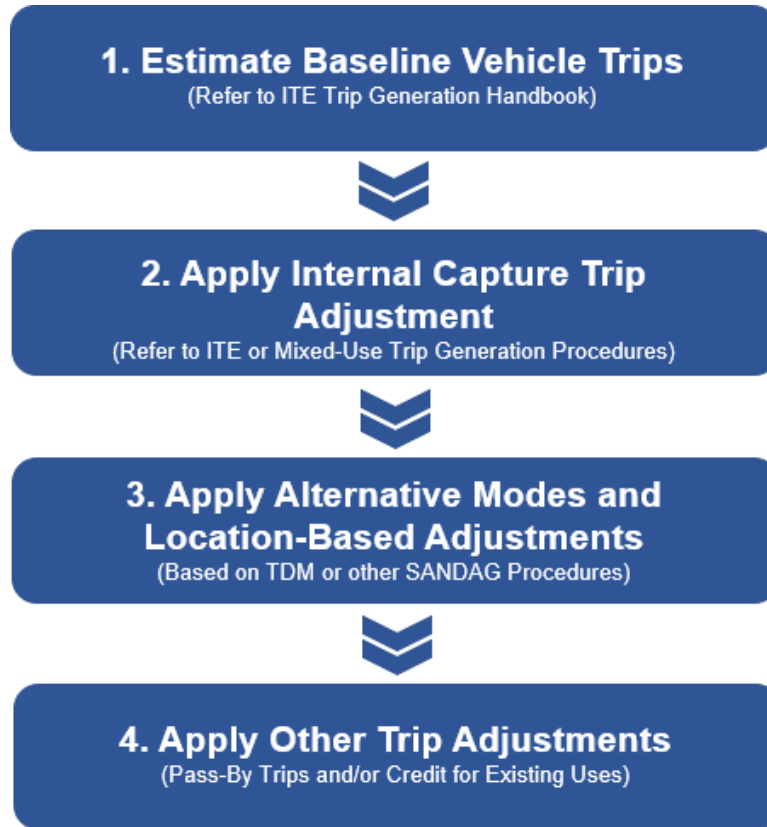 1. Estimate Baseline Vehicle Trips
(Refer to ITE Trip Generation Handbook)
2. Apply Internal Capture Trip
Adjustment
(Refer to ITE or Mixed-Use Trip Generation Procedures)
3. Apply Alternative Modes and
Location-Based Adjustments
(Based on TDM or other SANDAG Procedures)
4. Apply Other Trip Adjustments
(Pass-By Trips and/or Credit for Existing Uses)